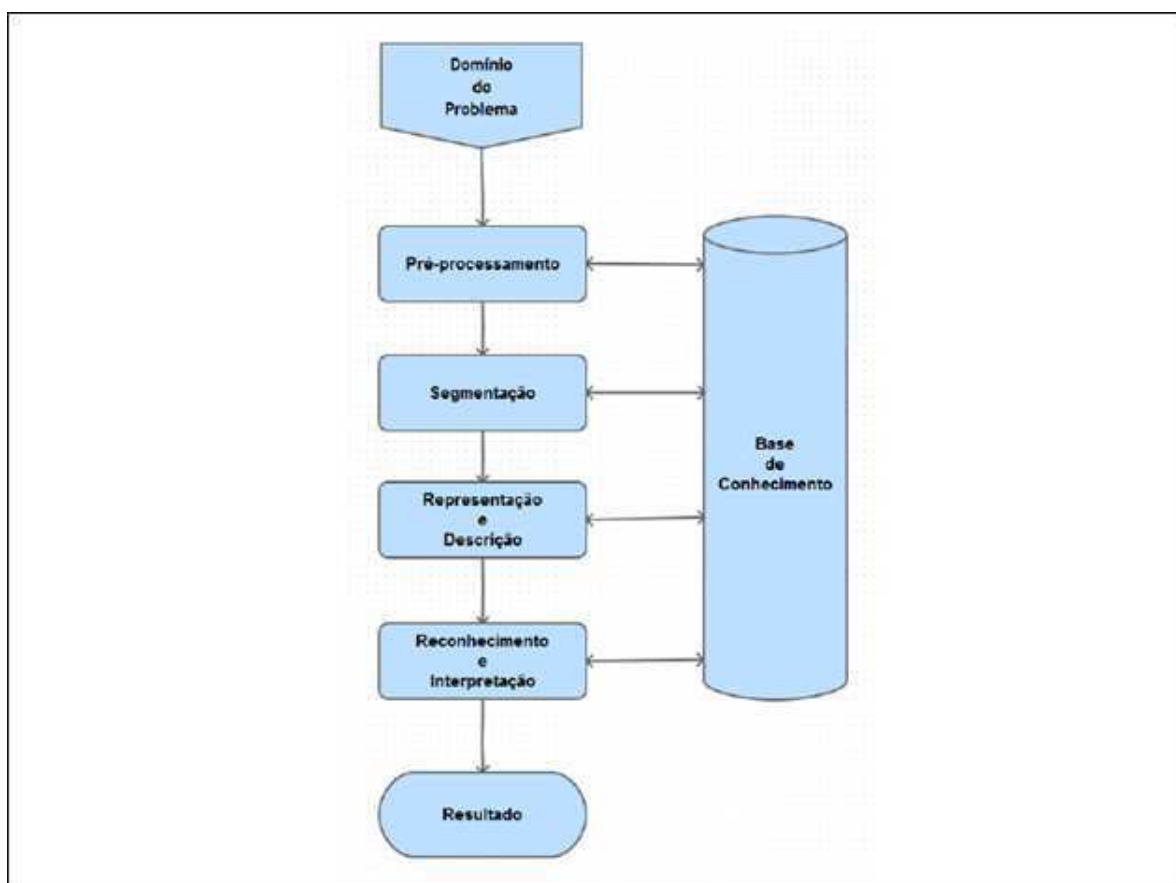 Domínio
do
Problema
Pré-processamento
Segmentação
Base
de
Conhecimento
Representação
e
Descrição
Reconhecimento
e
Interpretação
Resultado